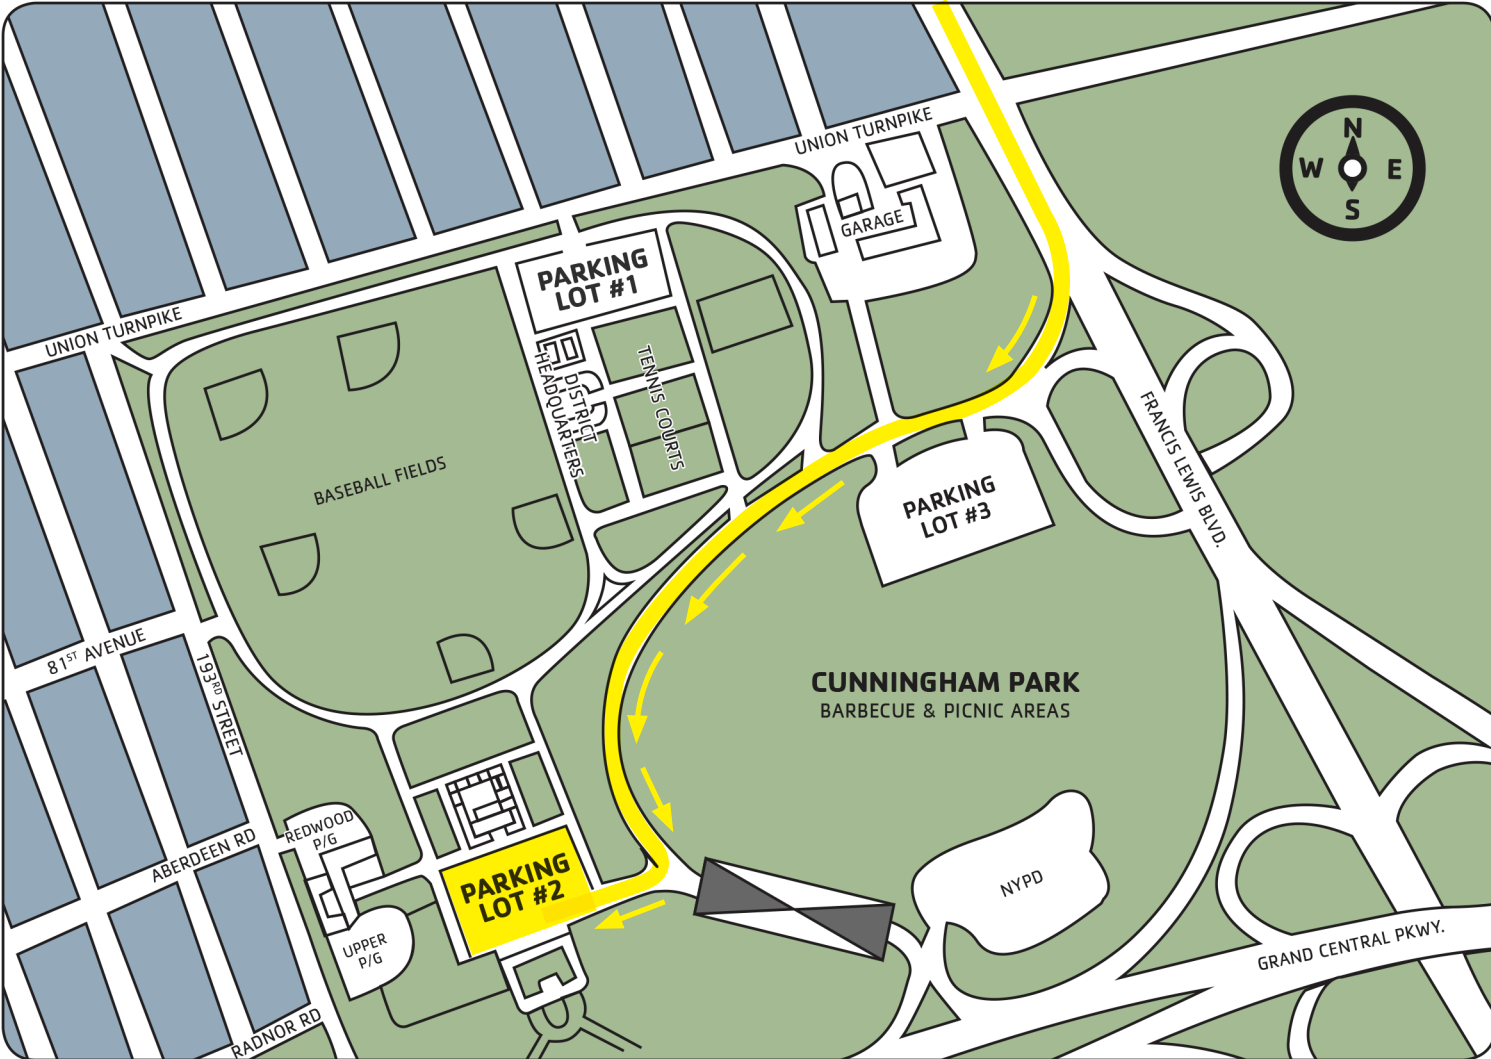 UNION TURNPIKE
N
W
E
S
GARAGE
PARKING
LOT #1
UNION TURNPIKE
DISTRICT
HEADQUARTERS
TENNIS COURTS
BASEBALL FIELDS
FRANCIS LEWIS BLVD.
PARKING
LOT #3
81ST AVENUE
193RD STREET
CUNNINGHAM PARK
BARBECUE & PICNIC AREAS
REDWOOD
P/G
ABERDEEN RD
PARKING
LOT #2
NYPD
UPPER
P/G
GRAND CENTRAL PKWY.
RADNOR RD